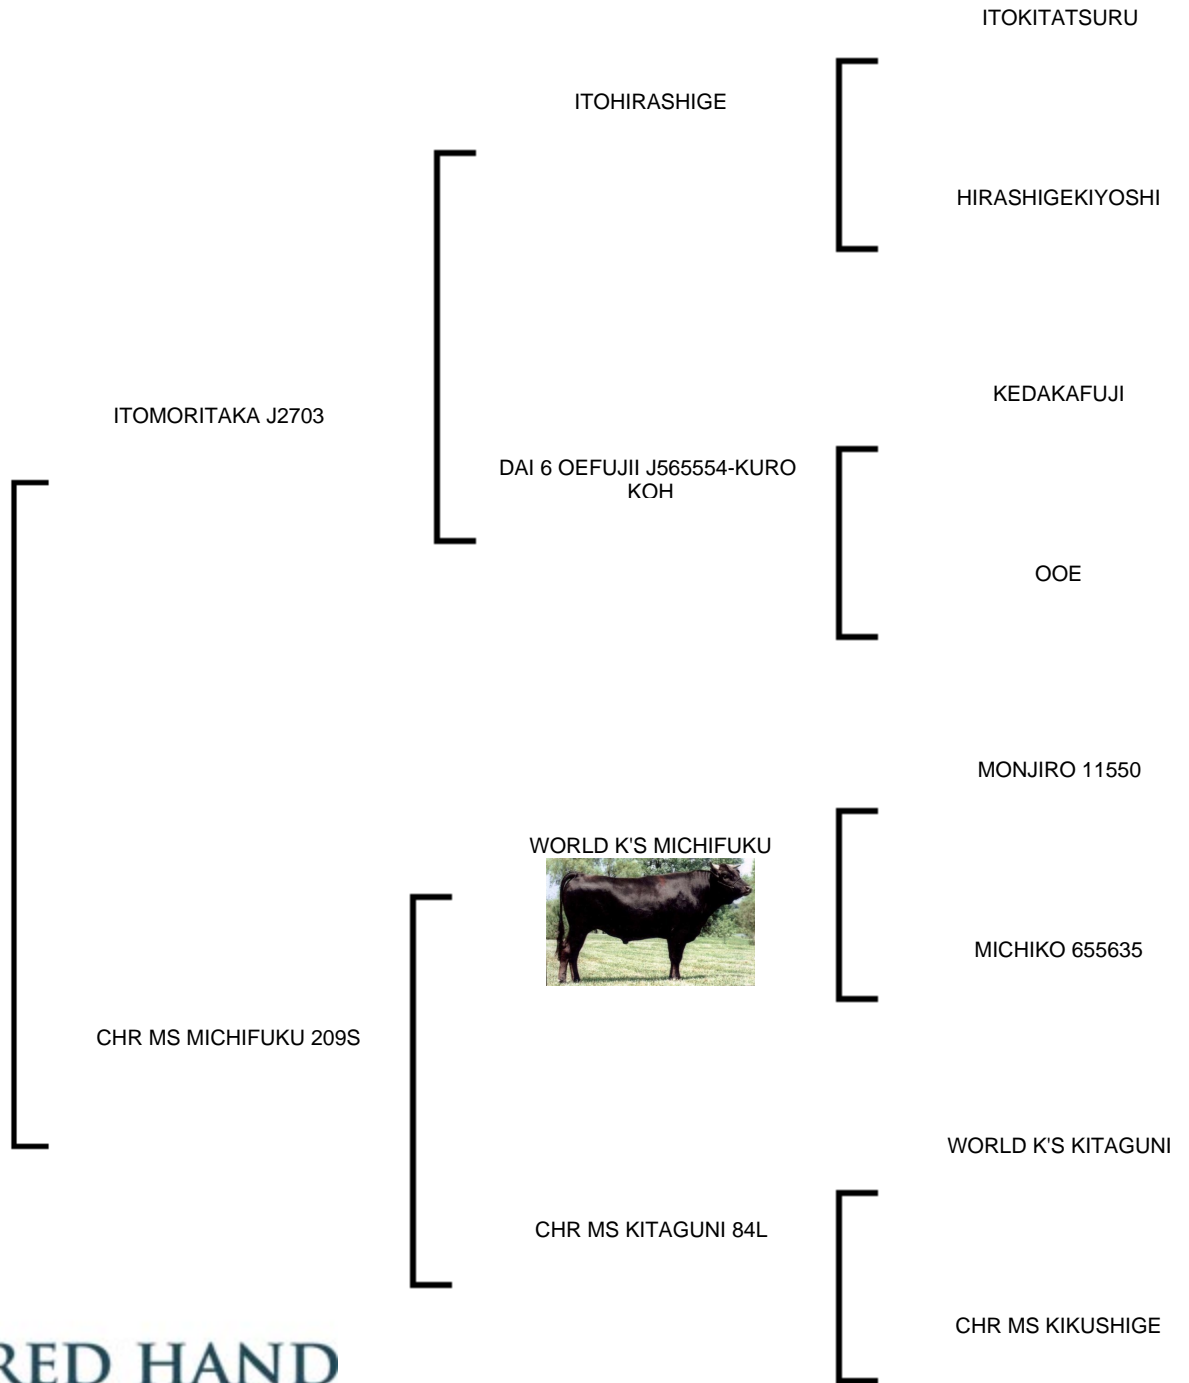 ITOKITATSURU
ITOHIRASHIGE
HIRASHIGEKIYOSHI
KEDAKAFUJI
ITOMORITAKA J2703
DAI 6 OEFUJII J565554-KURO
KOH
OOE
MONJIRO 11550
WORLD K'S MICHIFUKU
MICHIKO 655635
CHR MS MICHIFUKU 209S
WORLD K'S KITAGUNI
CHR MS KITAGUNI 84L
CHR MS KIKUSHIGE
RED HAND